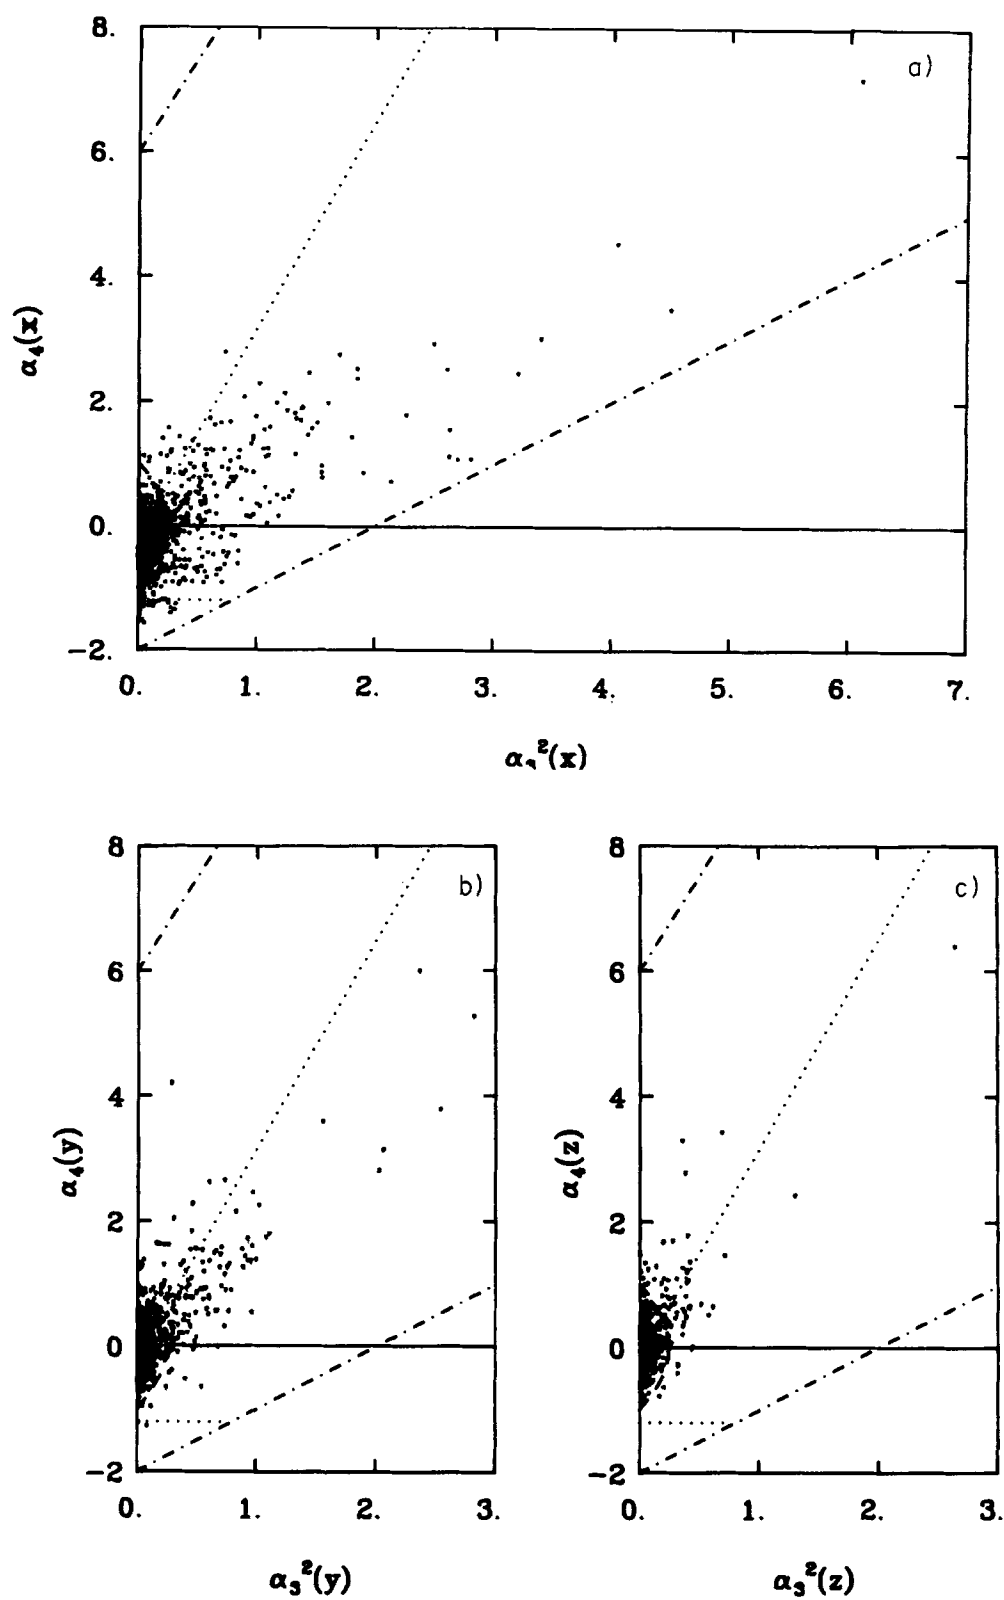 a)
8.
6.
4.
2.
0.
-2.
α₄(x)
0. 1. 2. 3. 4. 5. 6. 7.
α₃²(x)
b)
8
6
4
2
0
-2
α₄(y)
0. 1. 2. 3.
α₃²(y)
c)
8
6
4
2
0
-2
α₄(z)
0. 1. 2. 3.
α₃²(z)